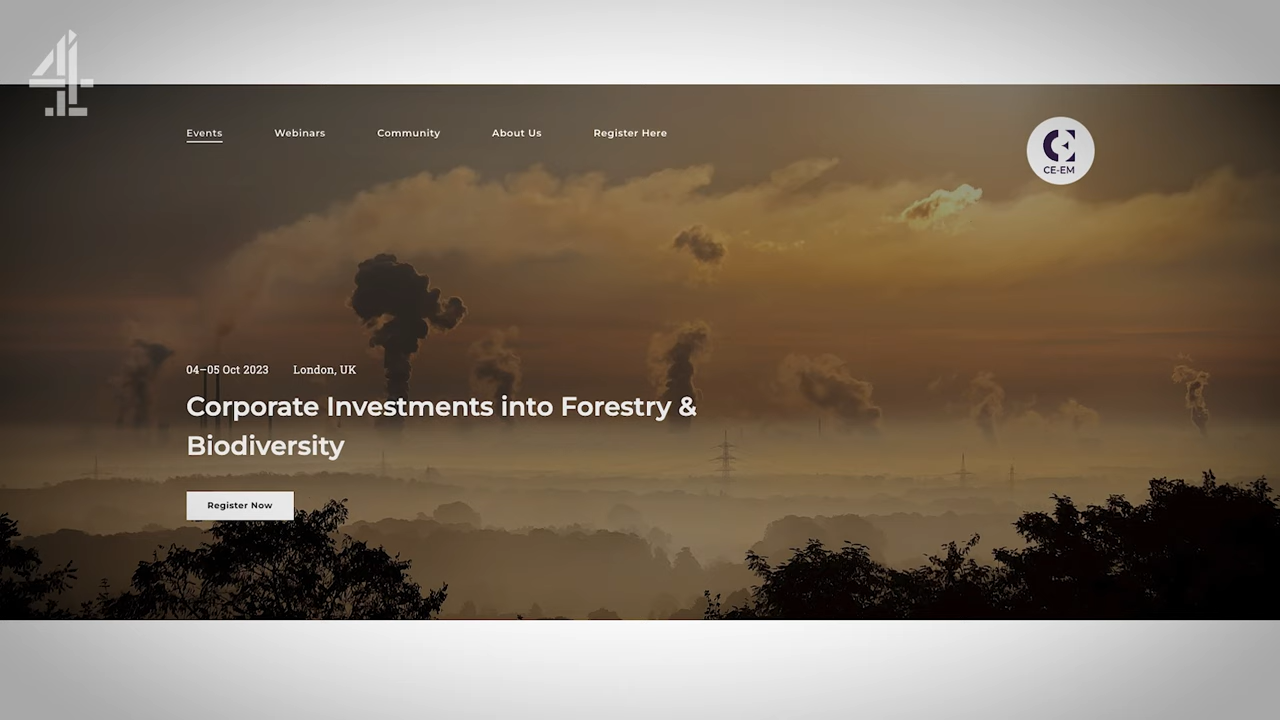 4
Events Webinars Community About Us Register Here
CE-EM
04–05 Oct 2023 London, UK
Corporate Investments into Forestry &
Biodiversity
Register Now